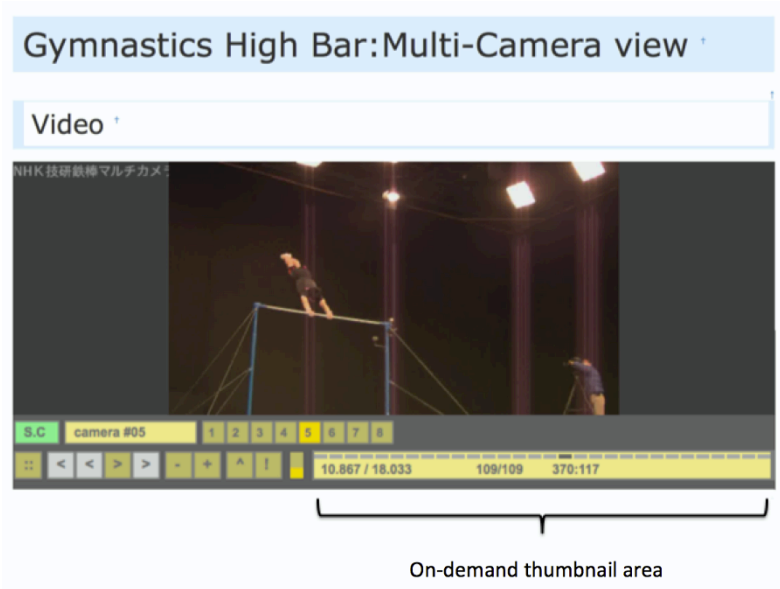 Gymnastics High Bar:Multi-Camera view †
†
Video †
NHK技研鉄棒マルチカメラ
S.C camera #05 1 2 3 4 5 6 7 8
:: < < > > - + ^ !
10.867 / 18.033 109/109 370:117
On-demand thumbnail area